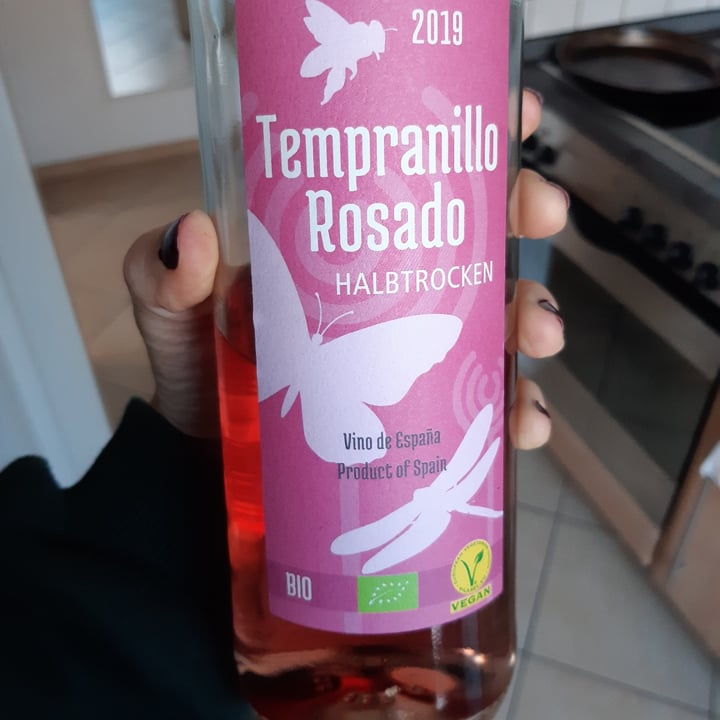 2019
Tempranillo
Rosado
HALBTROCKEN
Vino de España
Product of Spain
BIO
VEGAN